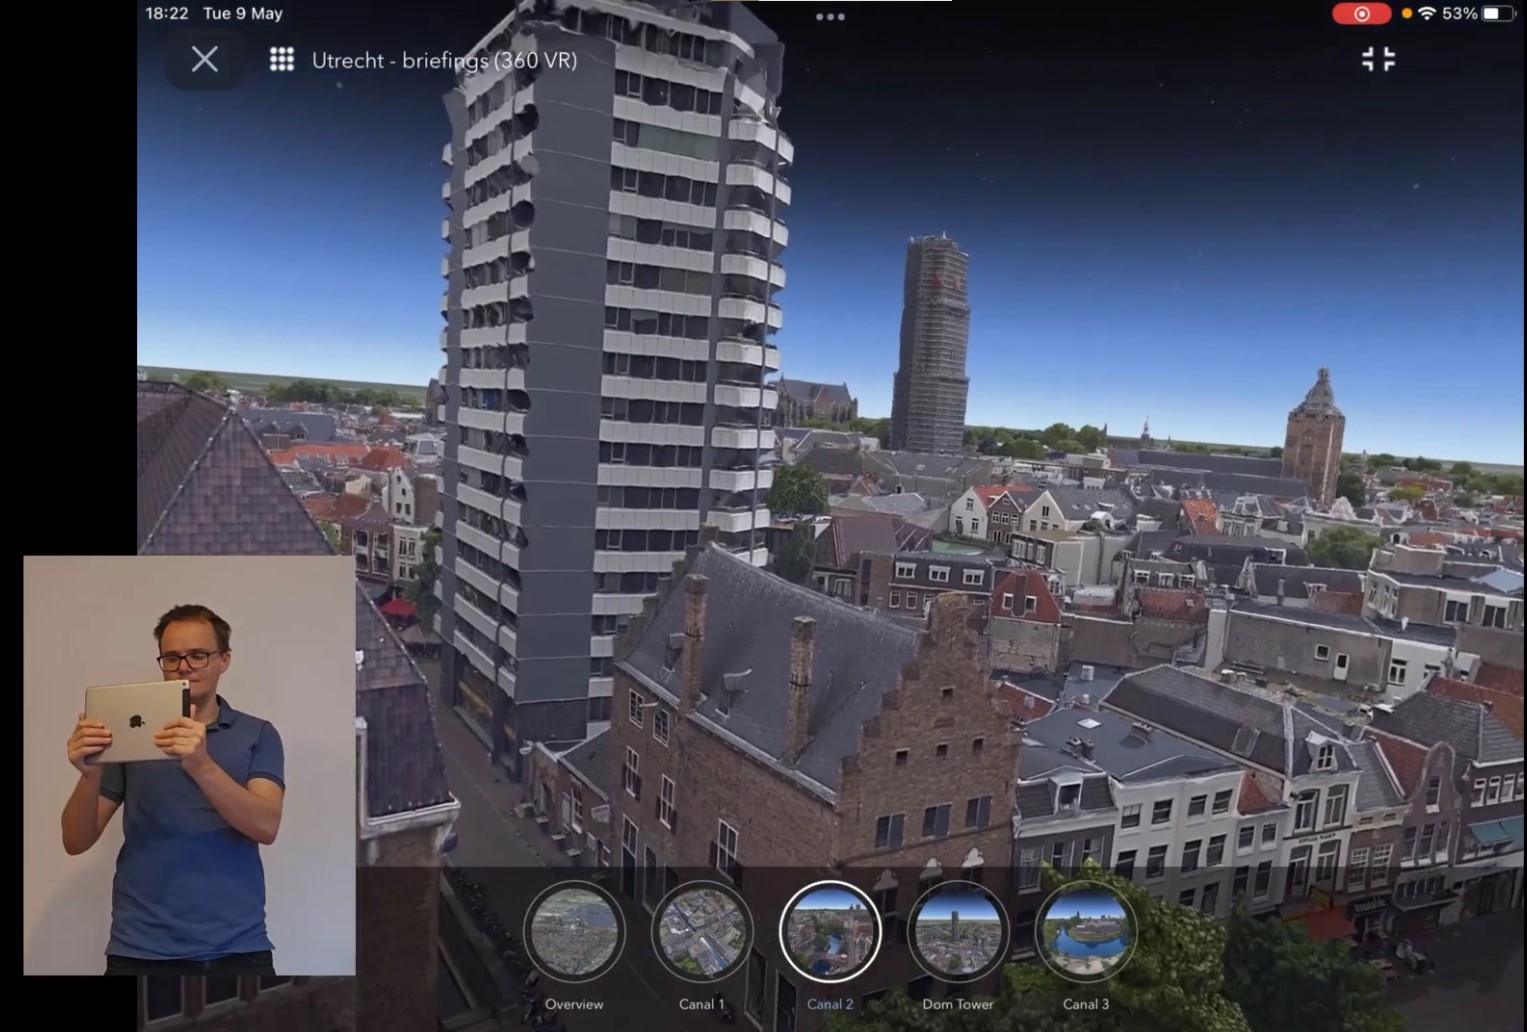 18:22 Tue 9 May
53%
Utrecht - briefings (360 VR)
Overview
Canal 1
Canal 2
Dom Tower
Canal 3